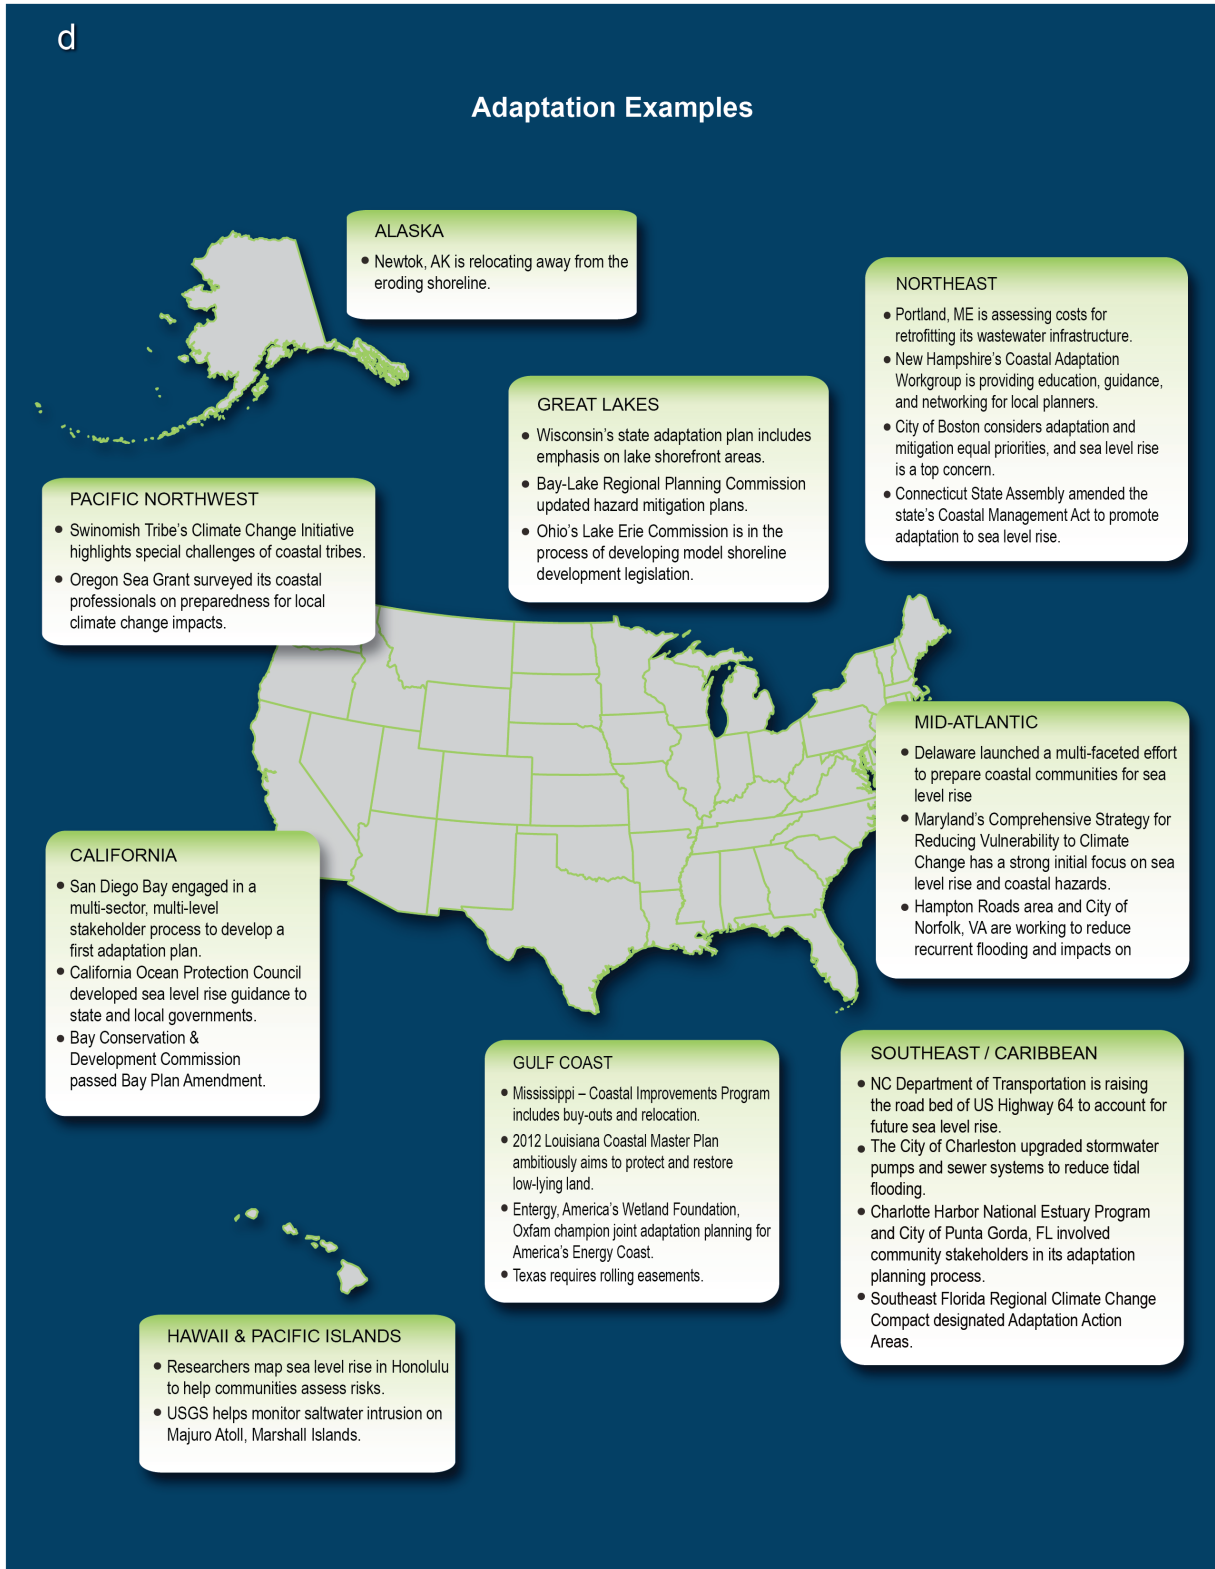 d
Adaptation Examples
ALASKA
• Newtok, AK is relocating away from the
eroding shoreline.
NORTHEAST
• Portland, ME is assessing costs for
retrofitting its wastewater infrastructure.
• New Hampshire’s Coastal Adaptation
Workgroup is providing education, guidance,
and networking for local planners.
• City of Boston considers adaptation and
mitigation equal priorities, and sea level rise
is a top concern.
• Connecticut State Assembly amended the
state’s Coastal Management Act to promote
adaptation to sea level rise.
GREAT LAKES
• Wisconsin’s state adaptation plan includes
emphasis on lake shorefront areas.
• Bay-Lake Regional Planning Commission
updated hazard mitigation plans.
• Ohio’s Lake Erie Commission is in the
process of developing model shoreline
development legislation.
PACIFIC NORTHWEST
• Swinomish Tribe’s Climate Change Initiative
highlights special challenges of coastal tribes.
• Oregon Sea Grant surveyed its coastal
professionals on preparedness for local
climate change impacts.
MID-ATLANTIC
• Delaware launched a multi-faceted effort
to prepare coastal communities for sea
level rise
• Maryland’s Comprehensive Strategy for
Reducing Vulnerability to Climate
Change has a strong initial focus on sea
level rise and coastal hazards.
• Hampton Roads area and City of
Norfolk, VA are working to reduce
recurrent flooding and impacts on
CALIFORNIA
• San Diego Bay engaged in a
multi-sector, multi-level
stakeholder process to develop a
first adaptation plan.
• California Ocean Protection Council
developed sea level rise guidance to
state and local governments.
• Bay Conservation &
Development Commission
passed Bay Plan Amendment.
GULF COAST
• Mississippi – Coastal Improvements Program
includes buy-outs and relocation.
• 2012 Louisiana Coastal Master Plan
ambitiously aims to protect and restore
low-lying land.
• Entergy, America’s Wetland Foundation,
Oxfam champion joint adaptation planning for
America’s Energy Coast.
• Texas requires rolling easements.
SOUTHEAST / CARIBBEAN
• NC Department of Transportation is raising
the road bed of US Highway 64 to account for
future sea level rise.
• The City of Charleston upgraded stormwater
pumps and sewer systems to reduce tidal
flooding.
• Charlotte Harbor National Estuary Program
and City of Punta Gorda, FL involved
community stakeholders in its adaptation
planning process.
• Southeast Florida Regional Climate Change
Compact designated Adaptation Action
Areas.
HAWAII & PACIFIC ISLANDS
• Researchers map sea level rise in Honolulu
to help communities assess risks.
• USGS helps monitor saltwater intrusion on
Majuro Atoll, Marshall Islands.